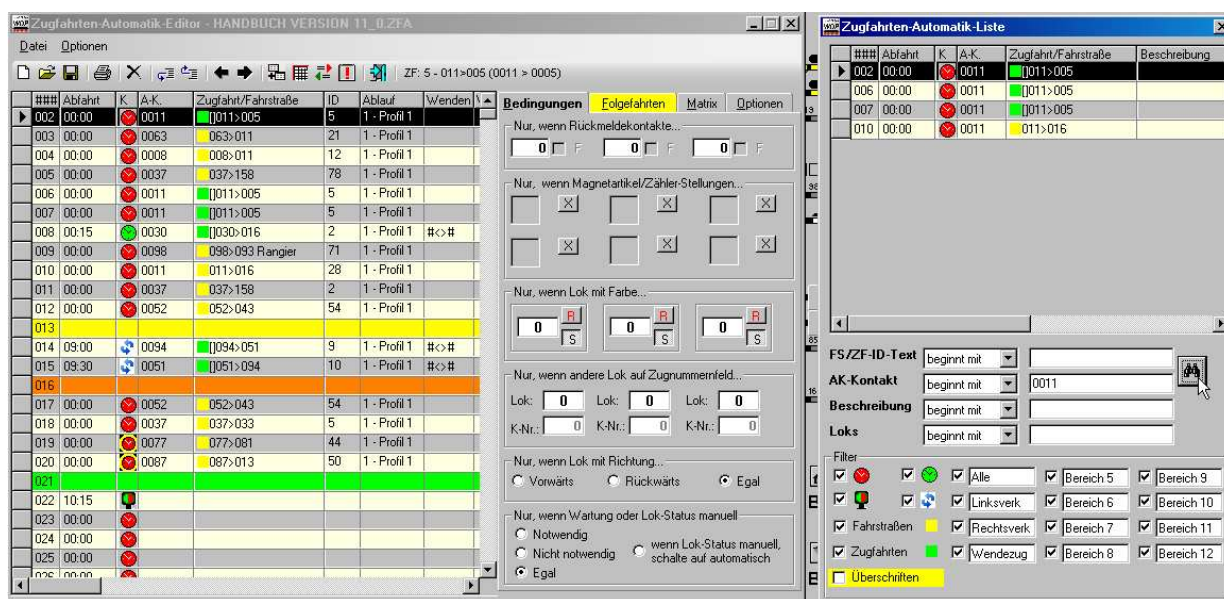 Zugfahrten-Automatik-Editor - HANDBUCH VERSION 11_0.ZFA
Datei Optionen
ZF: 5 - 011>005 (0011 > 0005)
### Abfahrt K A.-K. Zugfahrt/Fahrstraße ID Ablauf Wenden
002 00:00 0011 []011>005 5 1 - Profil 1
003 00:00 0063 063>011 21 1 - Profil 1
004 00:00 0008 008>011 12 1 - Profil 1
005 00:00 0037 037>158 78 1 - Profil 1
006 00:00 0011 []011>005 5 1 - Profil 1
007 00:00 0011 []011>005 5 1 - Profil 1
008 00:15 0030 []030>016 2 1 - Profil 1 #<>#
009 00:00 0098 098>093 Rangier 71 1 - Profil 1
010 00:00 0011 011>016 28 1 - Profil 1
011 00:00 0037 037>158 2 1 - Profil 1
012 00:00 0052 052>043 54 1 - Profil 1
013
014 09:00 0094 []094>051 9 1 - Profil 1 #<>#
015 09:30 0051 []051>094 10 1 - Profil 1 #<>#
016
017 00:00 0052 052>043 54 1 - Profil 1
018 00:00 0037 037>033 5 1 - Profil 1
019 00:00 0077 077>081 44 1 - Profil 1
020 00:00 0087 087>013 50 1 - Profil 1
021
022 10:15
023 00:00
024 00:00
025 00:00
026 00:00
Bedingungen Folgefahrten Matrix Optionen
Nur, wenn Rückmeldekontakte...
0 F 0 F 0 F
Nur, wenn Magnetartikel/Zähler-Stellungen...
X X X
X X X
Nur, wenn Lok mit Farbe...
R R R
0 0 0
S S S
Nur, wenn andere Lok auf Zugnummernfeld...
Lok: 0 Lok: 0 Lok: 0
K-Nr.: 0 K-Nr.: 0 K-Nr.: 0
Nur, wenn Lok mit Richtung...
Vorwärts Rückwärts Egal
Nur, wenn Wartung oder Lok-Status manuell
Notwendig
Nicht notwendig
wenn Lok-Status manuell,
schalte auf automatisch
Egal
Zugfahrten-Automatik-Liste
### Abfahrt K A.-K. Zugfahrt/Fahrstraße Beschreibung
002 00:00 0011 []011>005
006 00:00 0011 []011>005
007 00:00 0011 []011>005
010 00:00 0011 011>016
FS/ZF-ID-Text beginnt mit
AK-Kontakt beginnt mit 0011
Beschreibung beginnt mit
Loks beginnt mit
Filter
Alle Bereich 5 Bereich 9
Linksverk Bereich 6 Bereich 10
Fahrstraßen Rechtsverk Bereich 7 Bereich 11
Zugfahrten Wendezug Bereich 8 Bereich 12
Überschriften